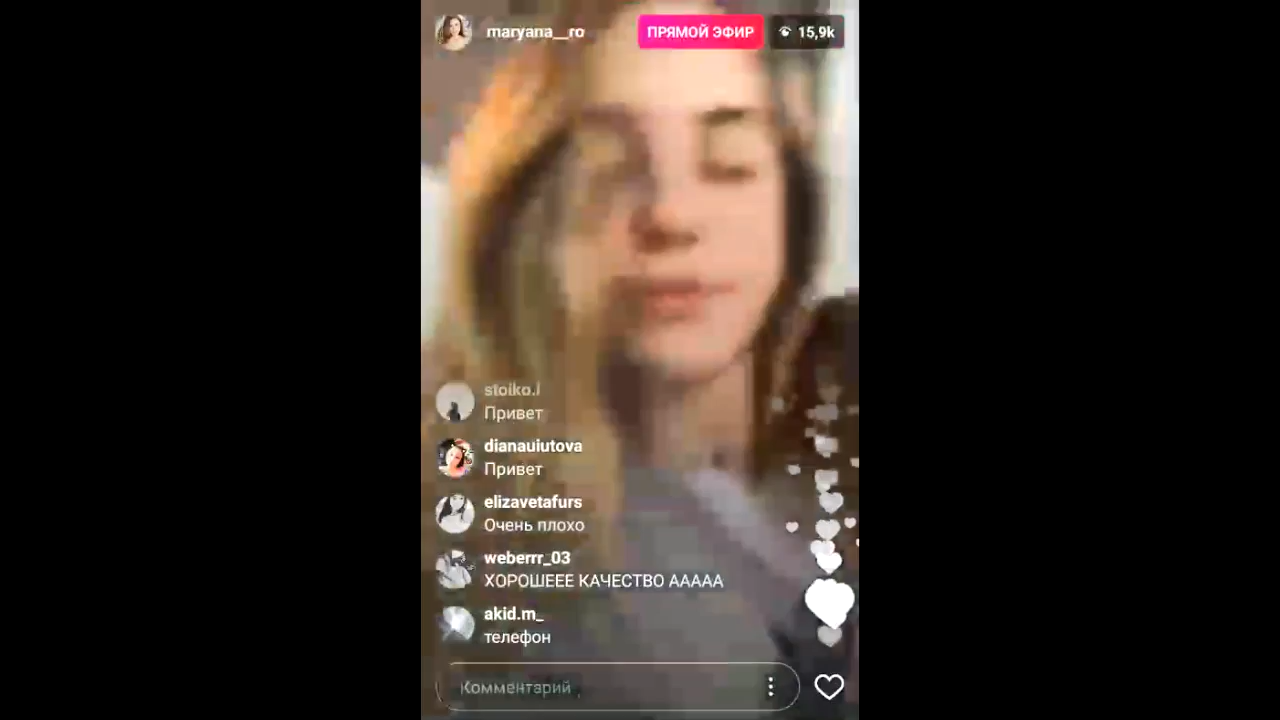 maryana__ro
ПРЯМОЙ ЭФИР
15,9k
stoiko.l
Привет
dianauiutova
Привет
elizavetafurs
Очень плохо
weberrr_03
ХОРОШЕЕЕ КАЧЕСТВО ААААА
akid.m_
телефон
Комментарий